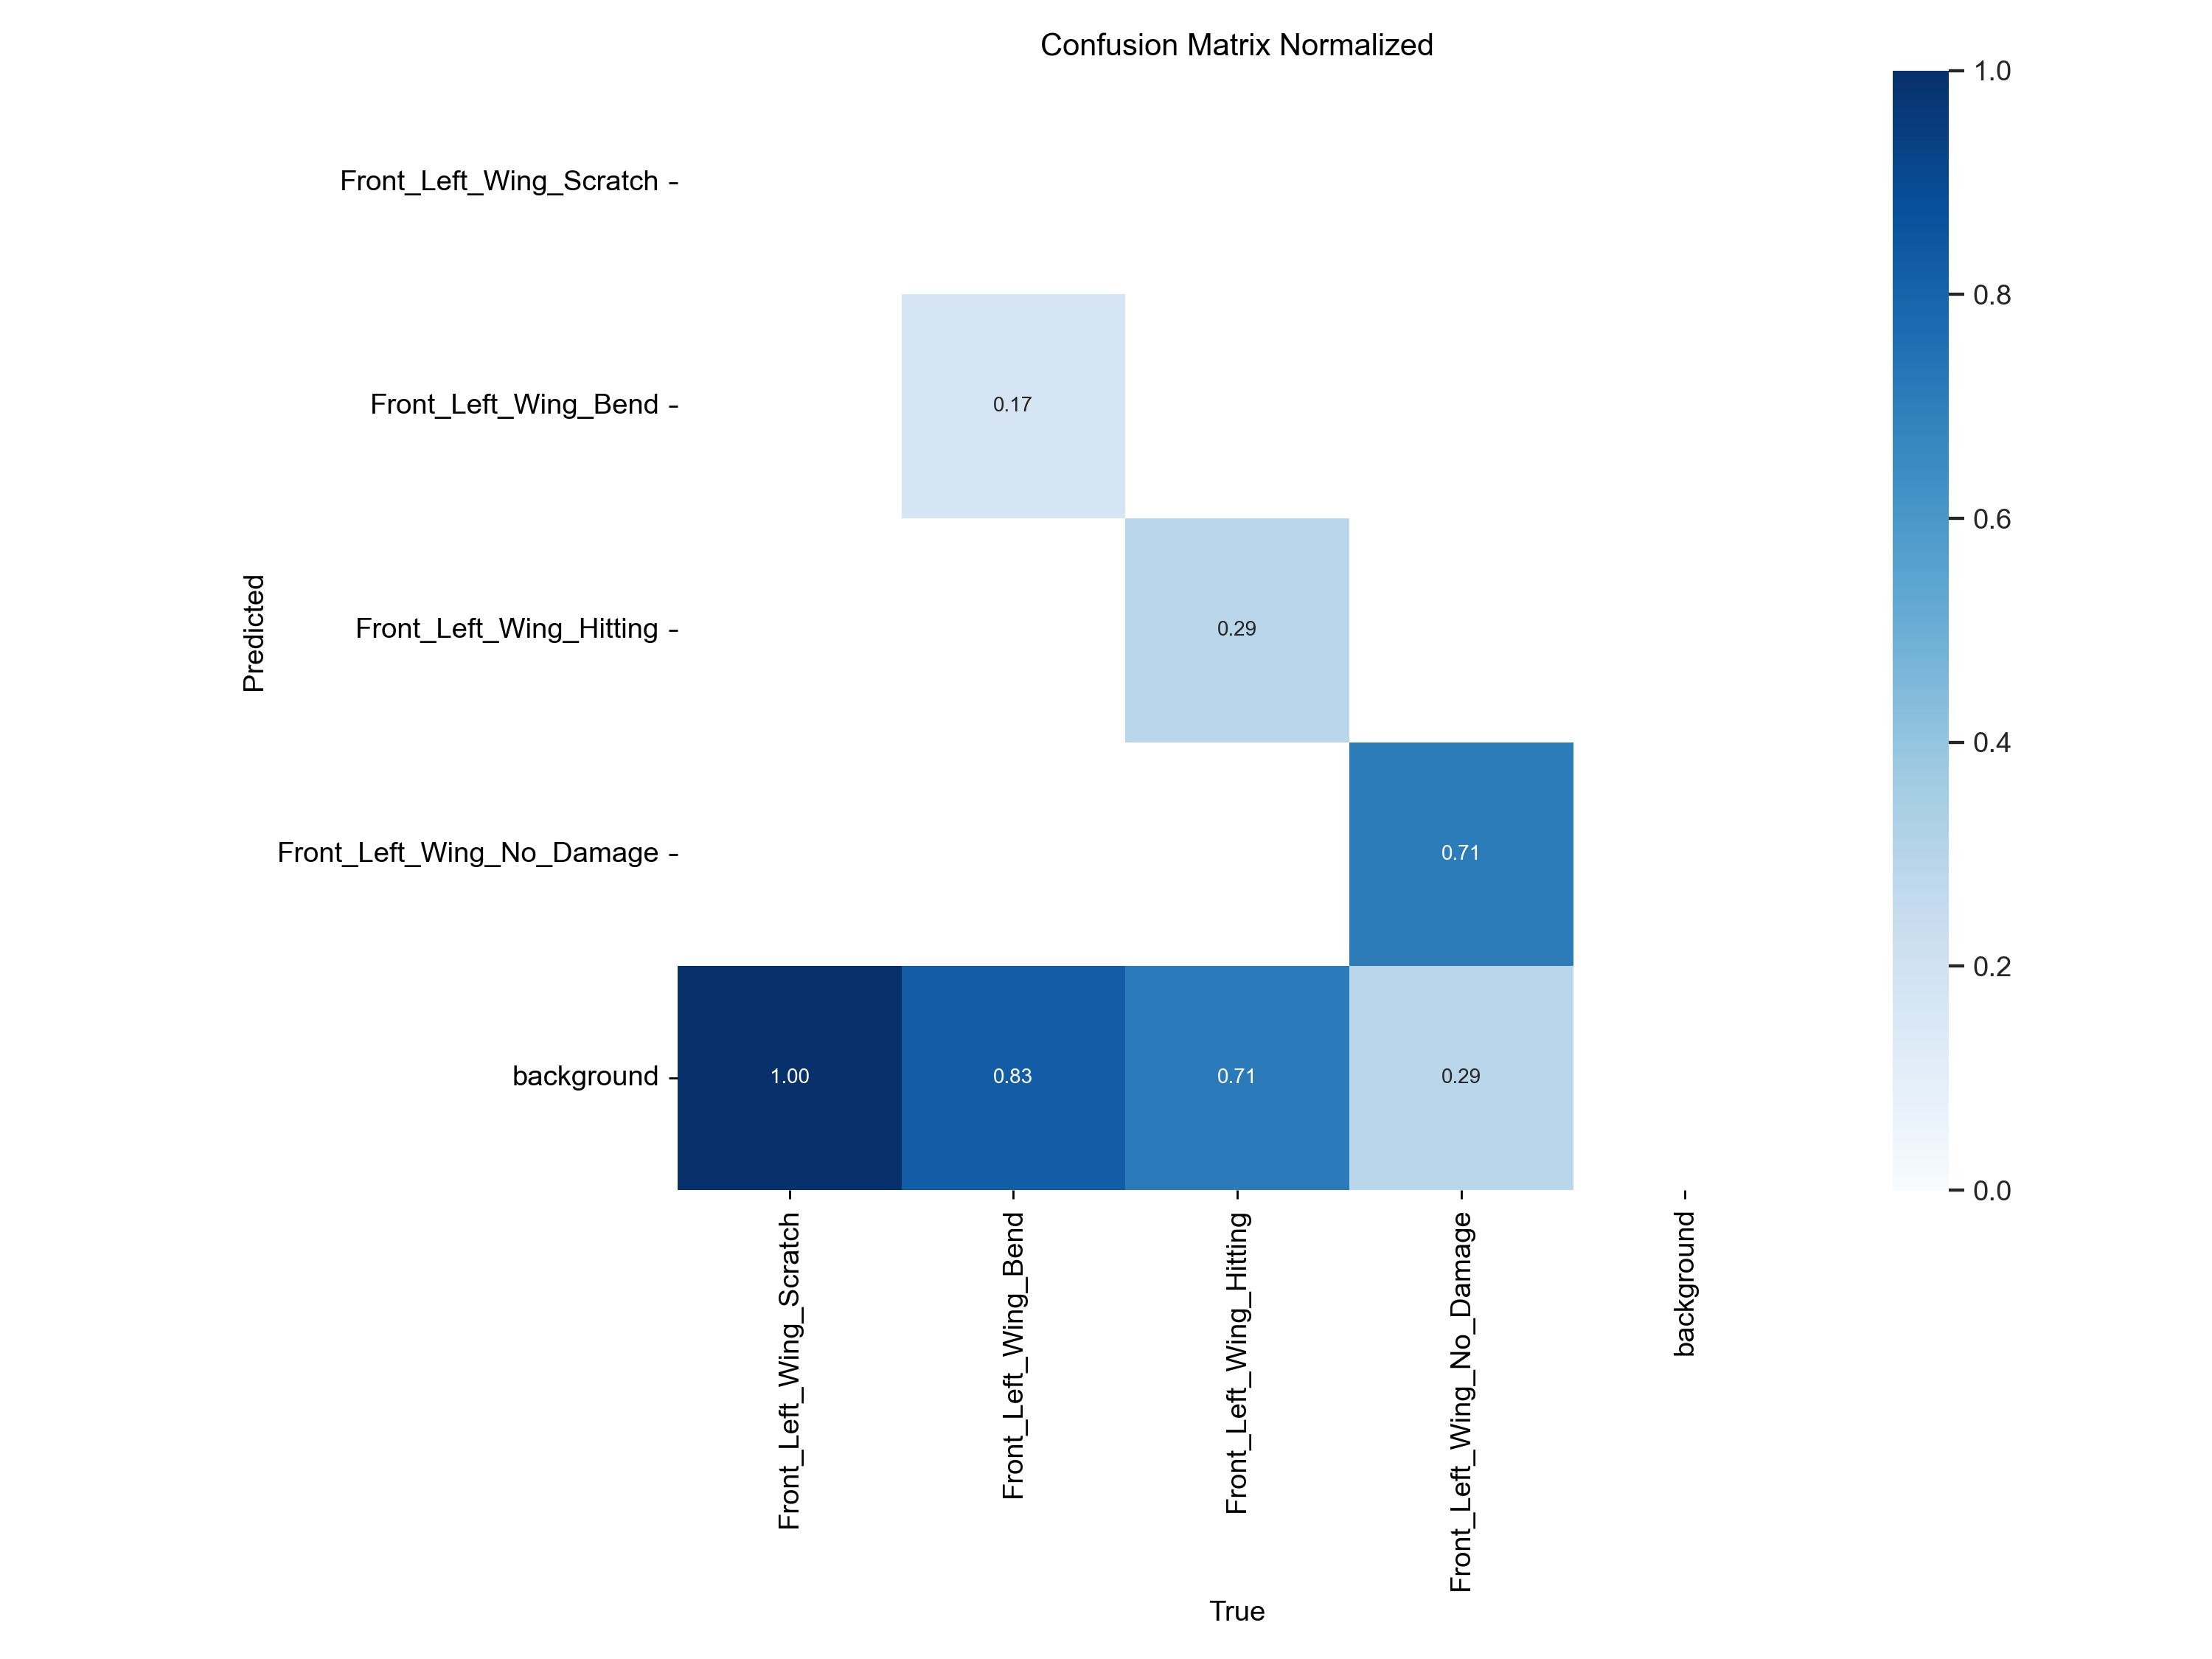 Confusion Matrix Normalized
1.0
Front_Left_Wing_Scratch
0.8
Front_Left_Wing_Bend
0.17
0.6
Predicted
Front_Left_Wing_Hitting
0.29
0.4
Front_Left_Wing_No_Damage
0.71
0.2
background
1.00
0.83
0.71
0.29
0.0
Front_Left_Wing_Scratch
Front_Left_Wing_Bend
Front_Left_Wing_Hitting
Front_Left_Wing_No_Damage
background
True